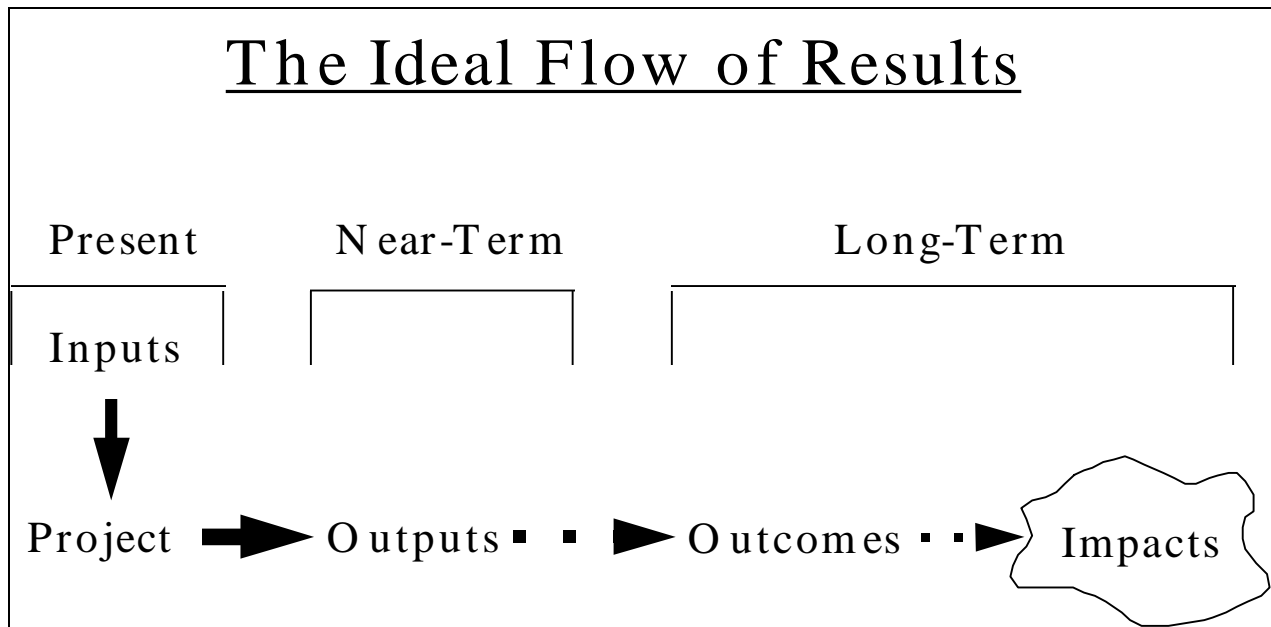 The Ideal Flow of Results
Present Near-Term Long-Term
Inputs
Project Outputs Outcomes Impacts